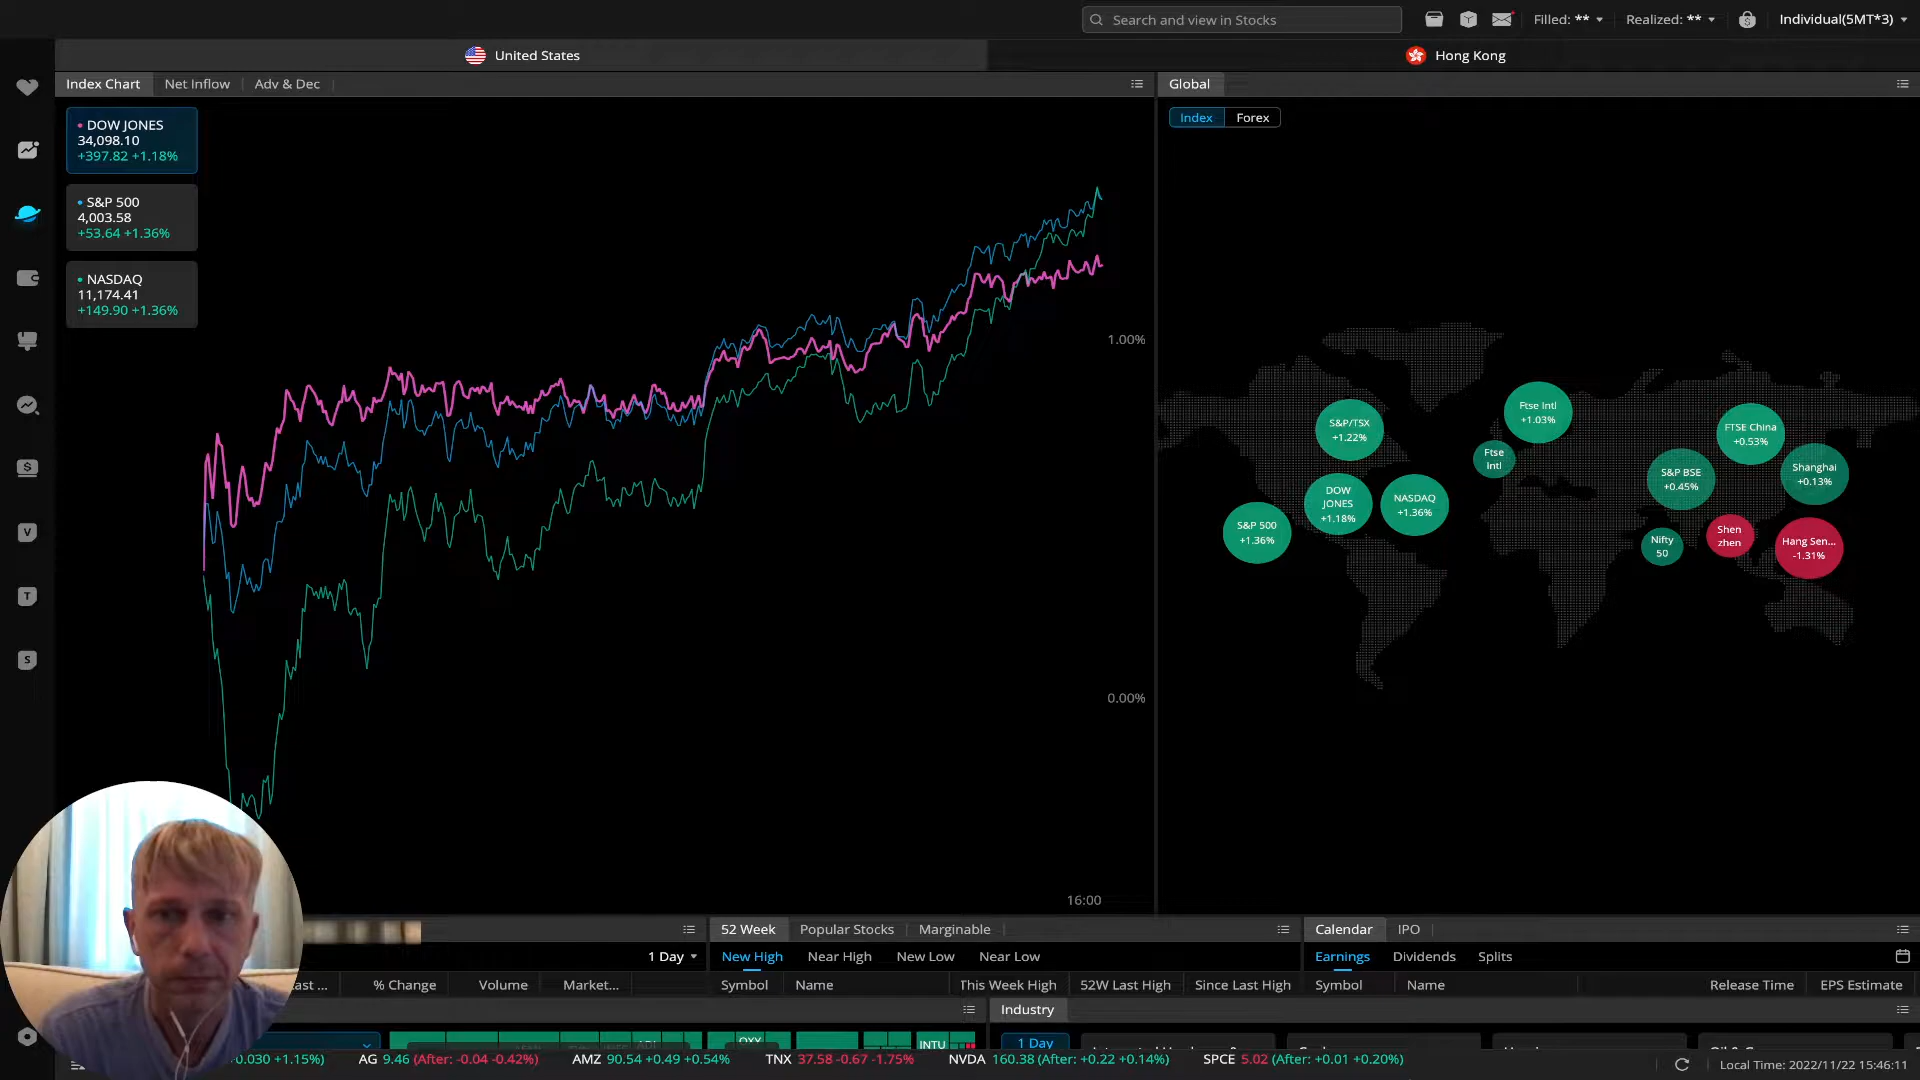 Search and view in Stocks
Filled: **
Realized: **
Individual(5MT*3)
United States
Hong Kong
Index Chart
Net Inflow
Adv & Dec
Global
DOW JONES
34,098.10
+397.82 +1.18%
S&P 500
4,003.58
+53.64 +1.36%
NASDAQ
11,174.41
+149.90 +1.36%
1.00%
0.00%
16:00
Index
Forex
S&P/TSX
+1.22%
Ftse Intl
+1.03%
FTSE China
+0.53%
Ftse
Intl
S&P BSE
+0.45%
Shanghai
+0.13%
DOW
JONES
+1.18%
NASDAQ
+1.36%
S&P 500
+1.36%
Nifty
50
Shen
zhen
Hang Sen...
-1.31%
V
T
S
1 Day
52 Week
Popular Stocks
Marginable
New High
Near High
New Low
Near Low
Calendar
IPO
Earnings
Dividends
Splits
% Change
Volume
Market...
Symbol
Name
This Week High
52W Last High
Since Last High
Symbol
Name
Release Time
EPS Estimate
Industry
1 Day
INTU
+1.15%)
AG 9.46 (After: -0.04 -0.42%)
AMZ 90.54 +0.49 +0.54%
TNX 37.58 -0.67 -1.75%
NVDA 160.38 (After: +0.22 +0.14%)
SPCE 5.02 (After: +0.01 +0.20%)
Local Time: 2022/11/22 15:46:11